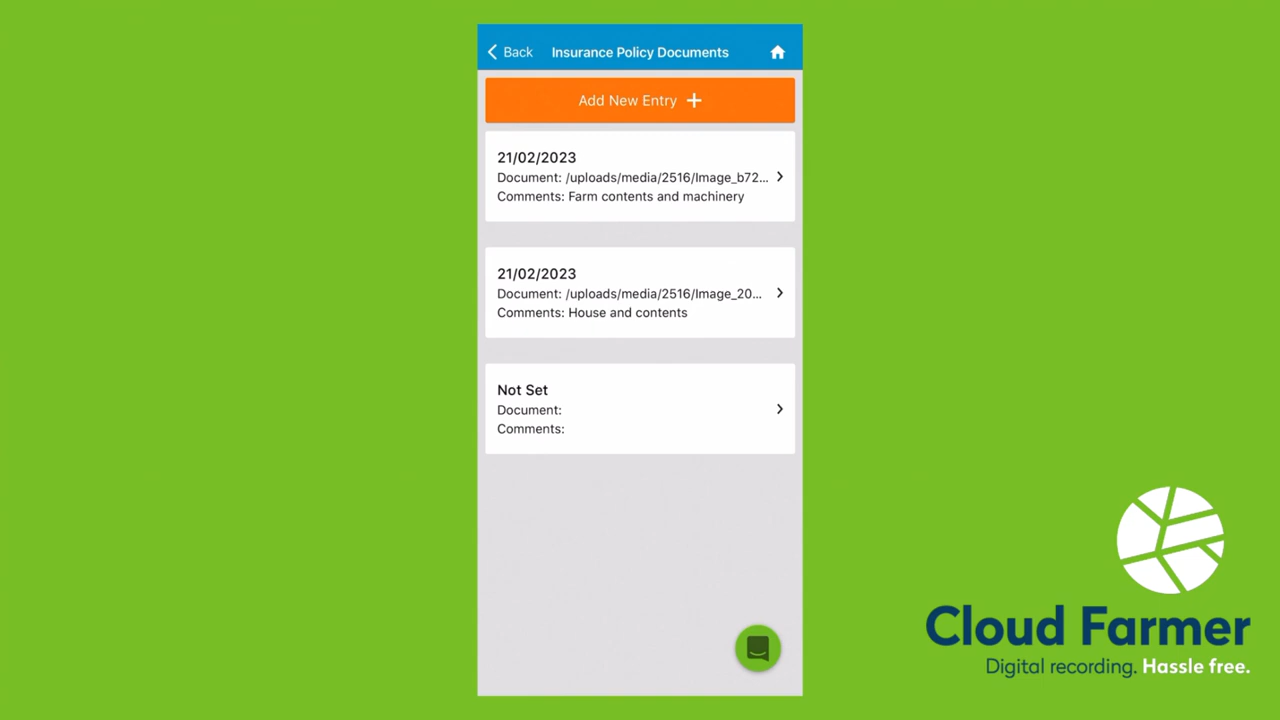 Back Insurance Policy Documents
Add New Entry +
21/02/2023
Document: /uploads/media/2516/Image_b72...
Comments: Farm contents and machinery
21/02/2023
Document: /uploads/media/2516/Image_20...
Comments: House and contents
Not Set
Document:
Comments:
Cloud Farmer
Digital recording. Hassle free.